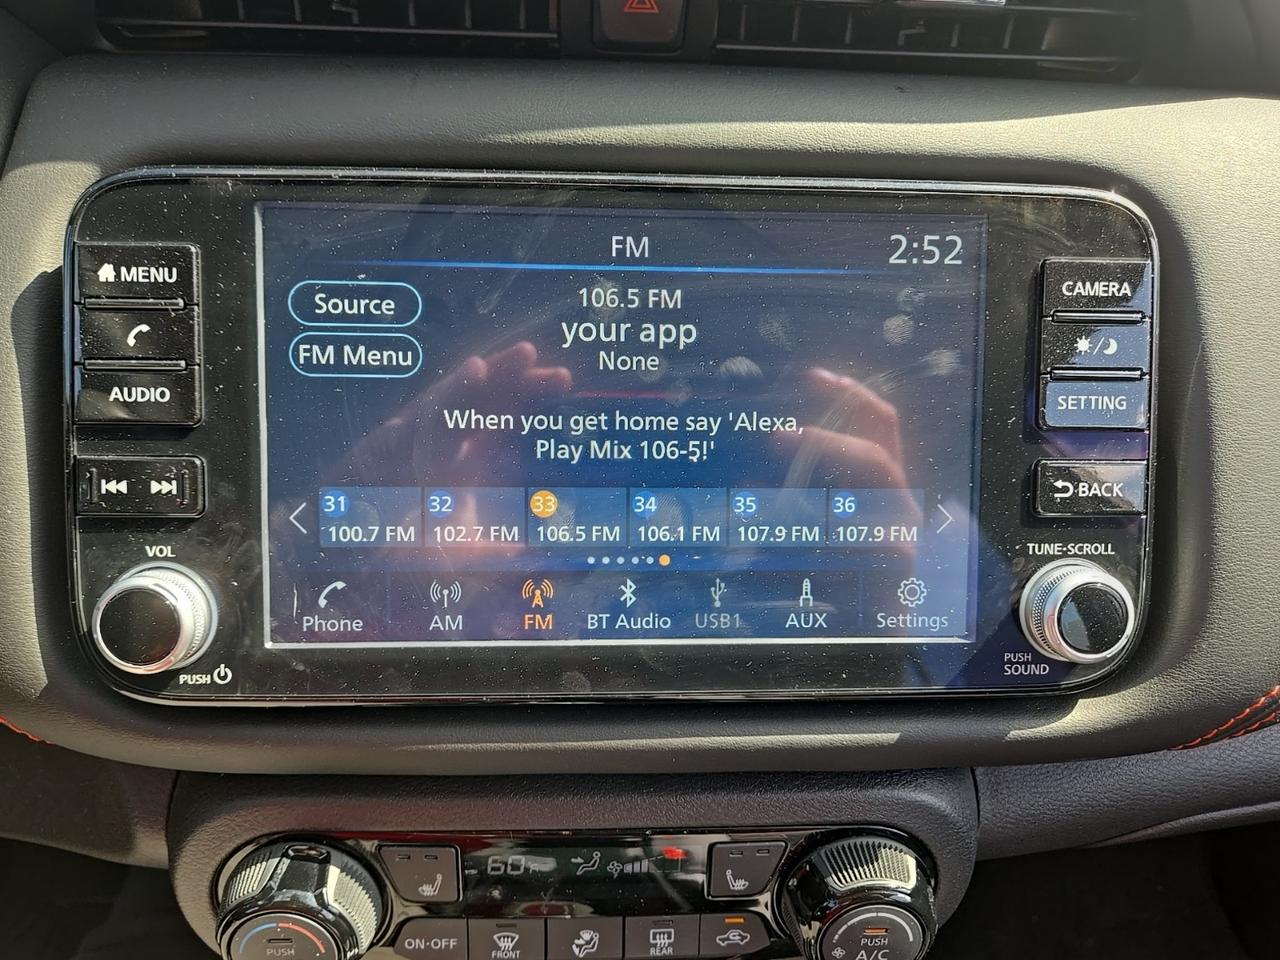 FM
2:52
MENU
AUDIO
VOL
PUSH
Source
FM Menu
106.5 FM
your app
None
When you get home say 'Alexa,
Play Mix 106-5!'
31 32 33 34 35 36
100.7 FM 102.7 FM 106.5 FM 106.1 FM 107.9 FM 107.9 FM
Phone AM FM BT Audio USB1 AUX Settings
CAMERA
SETTING
BACK
TUNE·SCROLL
PUSH
SOUND
60°F
PUSH
ON·OFF
FRONT
REAR
PUSH
A/C